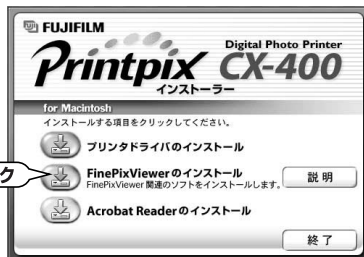 FUJIFILM
Digital Photo Printer
Printpix CX-400
インストーラー
for Macintosh
インストールする項目をクリックしてください。
プリンタドライバのインストール
ク
FinePixViewerのインストール
FinePixViewer 関連のソフトをインストールします。
説 明
Acrobat Readerのインストール
終 了